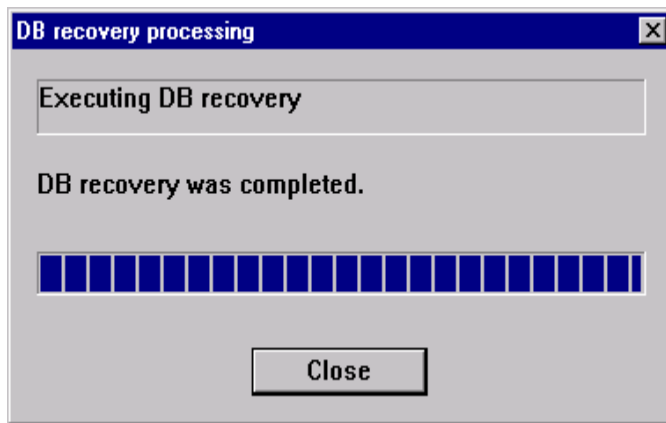 DB recovery processing
Executing DB recovery
DB recovery was completed.
Close